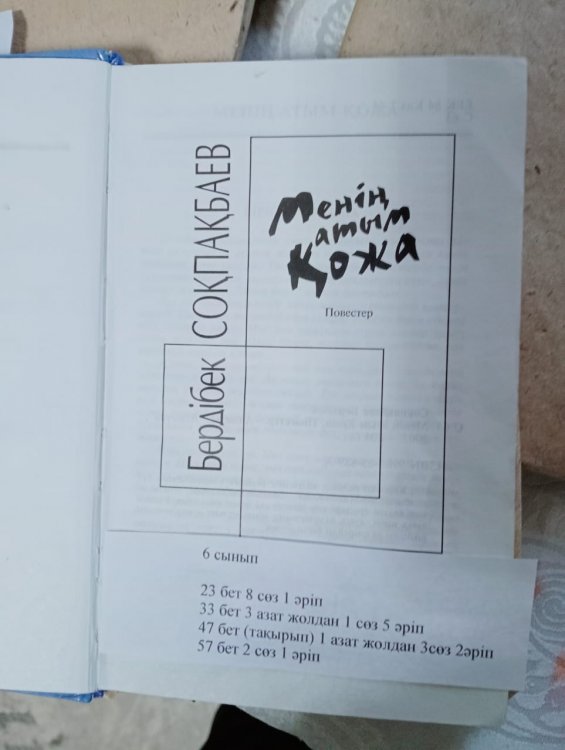 Бердібек СОҚПАҚБАЕВ
Менің
атым
Қожа
Повестер
6 сынып
23 бет 8 сөз 1 әріп
33 бет 3 азат жолдан 1 сөз 5 әріп
47 бет (тақырып) 1 азат жолдан 3сөз 2әріп
57 бет 2 сөз 1 әріп